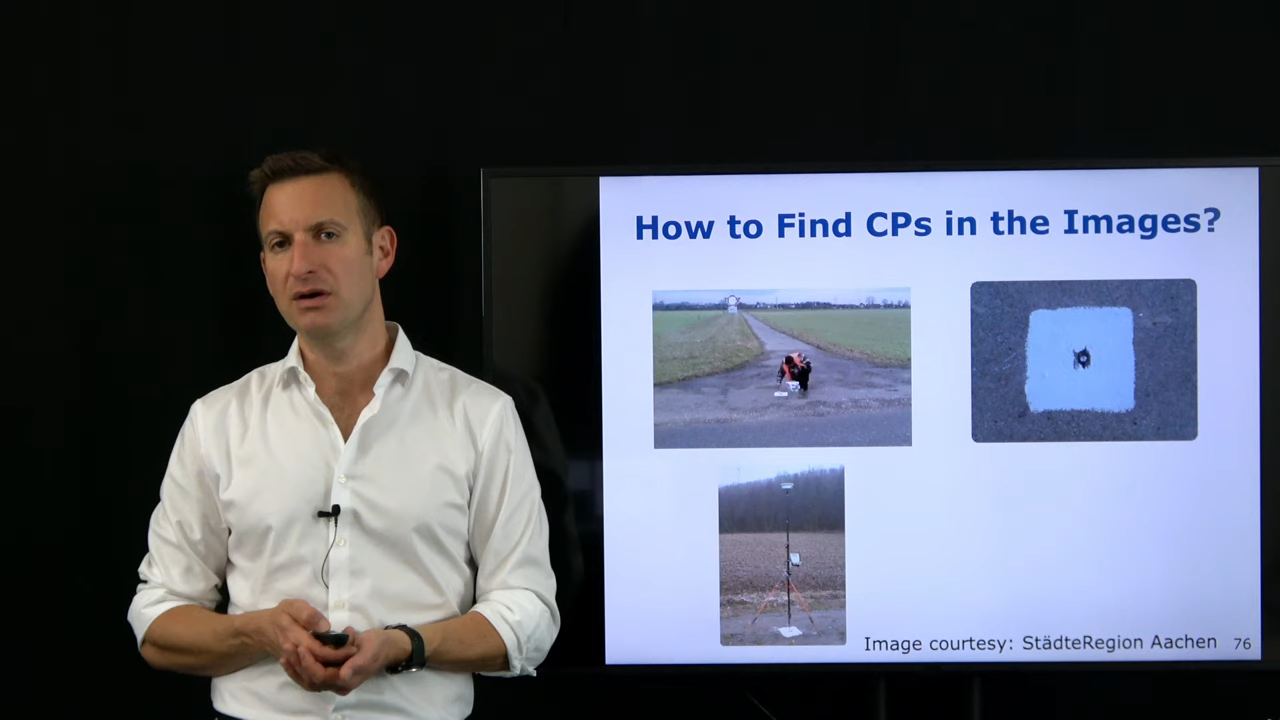 How to Find CPs in the Images?
Image courtesy: StädteRegion Aachen
76